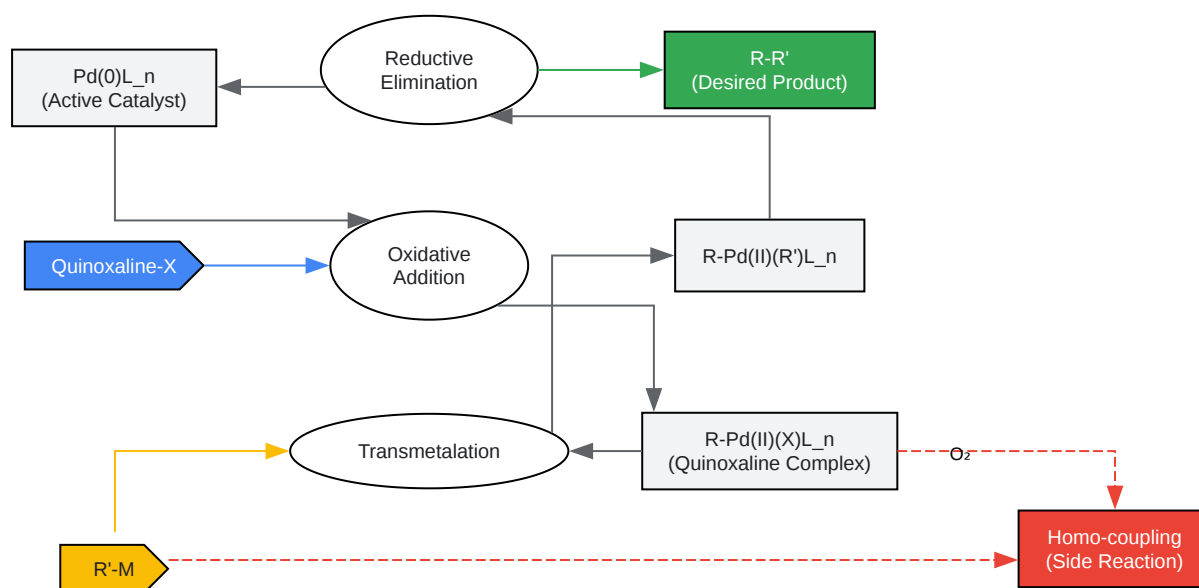 Pd(0)L_n
(Active Catalyst)
Reductive
Elimination
R-R'
(Desired Product)
Quinoxaline-X
Oxidative
Addition
R-Pd(II)(R')L_n
Transmetalation
R-Pd(II)(X)L_n
(Quinoxaline Complex)
O₂
R'-M
Homo-coupling
(Side Reaction)